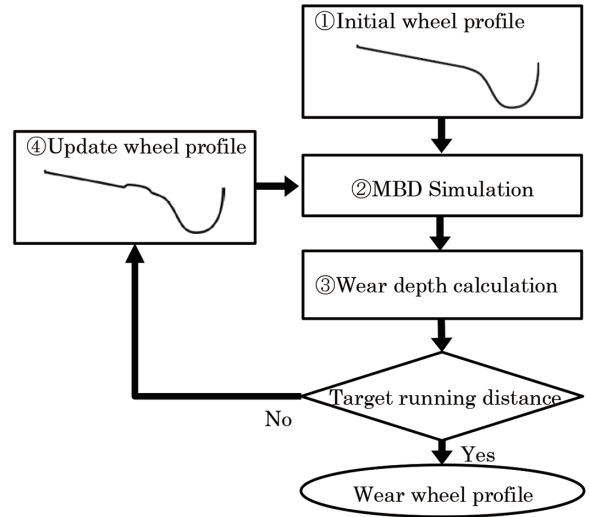 ①Initial wheel profile
④Update wheel profile
②MBD Simulation
③Wear depth calculation
Target running distance
No
Yes
Wear wheel profile